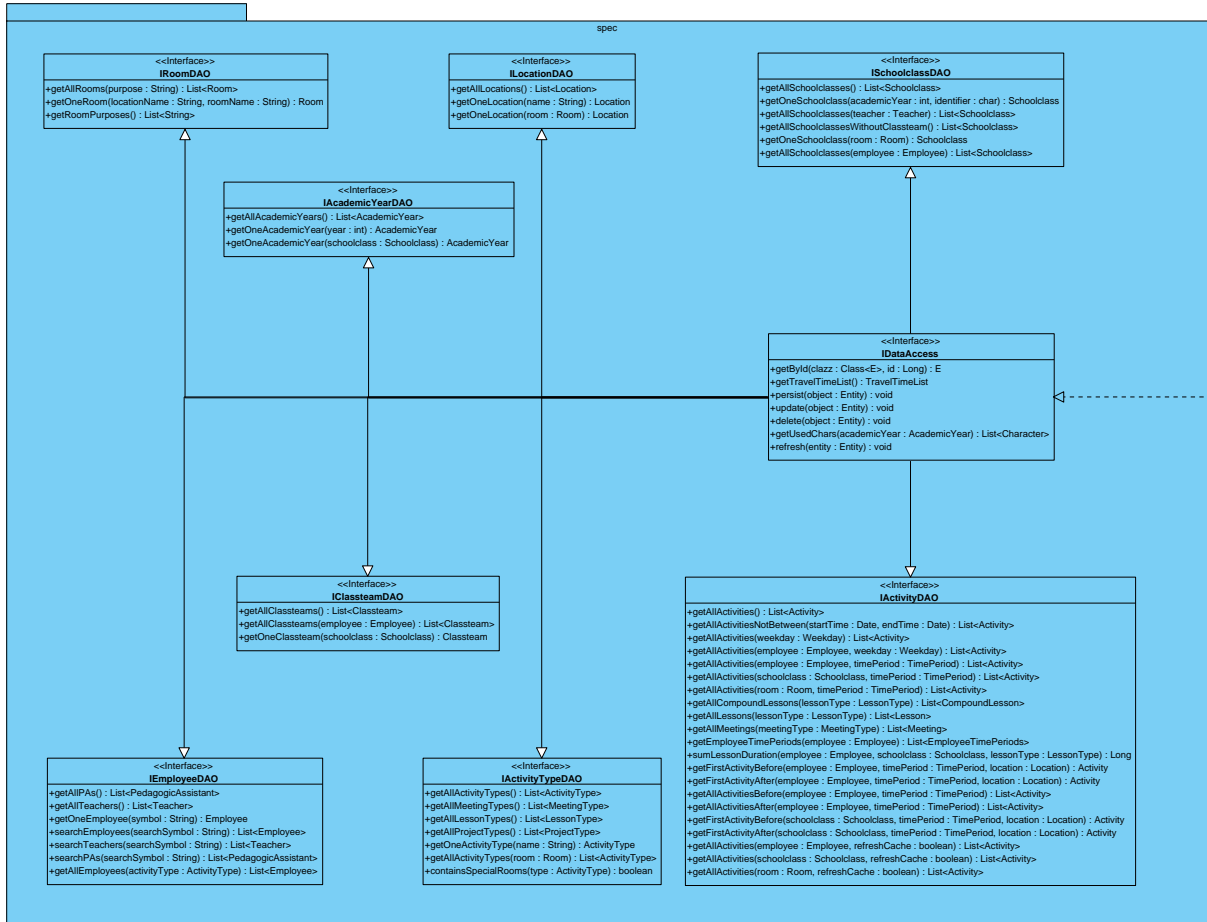 spec
<<Interface>>
IRoomDAO
+getAllRooms(purpose : String) : List<Room>
+getOneRoom(locationName : String, roomName : String) : Room
+getRoomPurposes() : List<String>
<<Interface>>
ILocationDAO
+getAllLocations() : List<Location>
+getOneLocation(name : String) : Location
+getOneLocation(room : Room) : Location
<<Interface>>
ISchoolclassDAO
+getAllSchoolclasses() : List<Schoolclass>
+getOneSchoolclass(academicYear : int, identifier : char) : Schoolclass
+getAllSchoolclasses(teacher : Teacher) : List<Schoolclass>
+getAllSchoolclassesWithoutClassteam() : List<Schoolclass>
+getOneSchoolclass(room : Room) : Schoolclass
+getAllSchoolclasses(employee : Employee) : List<Schoolclass>
<<Interface>>
IAcademicYearDAO
+getAllAcademicYears() : List<AcademicYear>
+getOneAcademicYear(year : int) : AcademicYear
+getOneAcademicYear(schoolclass : Schoolclass) : AcademicYear
<<Interface>>
IDataAccess
+getById(clazz : Class<E>, id : Long) : E
+getTravelTimeList() : TravelTimeList
+persist(object : Entity) : void
+update(object : Entity) : void
+delete(object : Entity) : void
+getUsedChars(academicYear : AcademicYear) : List<Character>
+refresh(entity : Entity) : void
<<Interface>>
IClassteamDAO
+getAllClassteams() : List<Classteam>
+getAllClassteams(employee : Employee) : List<Classteam>
+getOneClassteam(schoolclass : Schoolclass) : Classteam
<<Interface>>
IActivityDAO
+getAllActivities() : List<Activity>
+getAllActivitiesNotBetween(startTime : Date, endTime : Date) : List<Activity>
+getAllActivities(weekday : Weekday) : List<Activity>
+getAllActivities(employee : Employee, weekday : Weekday) : List<Activity>
+getAllActivities(employee : Employee, timePeriod : TimePeriod) : List<Activity>
+getAllActivities(schoolclass : Schoolclass, timePeriod : TimePeriod) : List<Activity>
+getAllActivities(room : Room, timePeriod : TimePeriod) : List<Activity>
+getAllCompoundLessons(lessonType : LessonType) : List<CompoundLesson>
+getAllLessons(lessonType : LessonType) : List<Lesson>
+getAllMeetings(meetingType : MeetingType) : List<Meeting>
+getEmployeeTimePeriods(employee : Employee) : List<EmployeeTimePeriods>
+sumLessonDuration(employee : Employee, schoolclass : Schoolclass, lessonType : LessonType) : Long
+getFirstActivityBefore(employee : Employee, timePeriod : TimePeriod, location : Location) : Activity
+getFirstActivityAfter(employee : Employee, timePeriod : TimePeriod, location : Location) : Activity
+getAllActivitiesBefore(employee : Employee, timePeriod : TimePeriod) : List<Activity>
+getAllActivitiesAfter(employee : Employee, timePeriod : TimePeriod) : List<Activity>
+getFirstActivityBefore(schoolclass : Schoolclass, timePeriod : TimePeriod, location : Location) : Activity
+getFirstActivityAfter(schoolclass : Schoolclass, timePeriod : TimePeriod, location : Location) : Activity
+getAllActivities(employee : Employee, refreshCache : boolean) : List<Activity>
+getAllActivities(schoolclass : Schoolclass, refreshCache : boolean) : List<Activity>
+getAllActivities(room : Room, refreshCache : boolean) : List<Activity>
<<Interface>>
IEmployeeDAO
+getAllPAs() : List<PedagogicAssistant>
+getAllTeachers() : List<Teacher>
+getOneEmployee(symbol : String) : Employee
+searchEmployees(searchSymbol : String) : List<Employee>
+searchTeachers(searchSymbol : String) : List<Teacher>
+searchPAs(searchSymbol : String) : List<PedagogicAssistant>
+getAllEmployees(activityType : ActivityType) : List<Employee>
<<Interface>>
IActivityTypeDAO
+getAllActivityTypes() : List<ActivityType>
+getAllMeetingTypes() : List<MeetingType>
+getAllLessonTypes() : List<LessonType>
+getAllProjectTypes() : List<ProjectType>
+getOneActivityType(name : String) : ActivityType
+getAllActivityTypes(room : Room) : List<ActivityType>
+containsSpecialRooms(type : ActivityType) : boolean